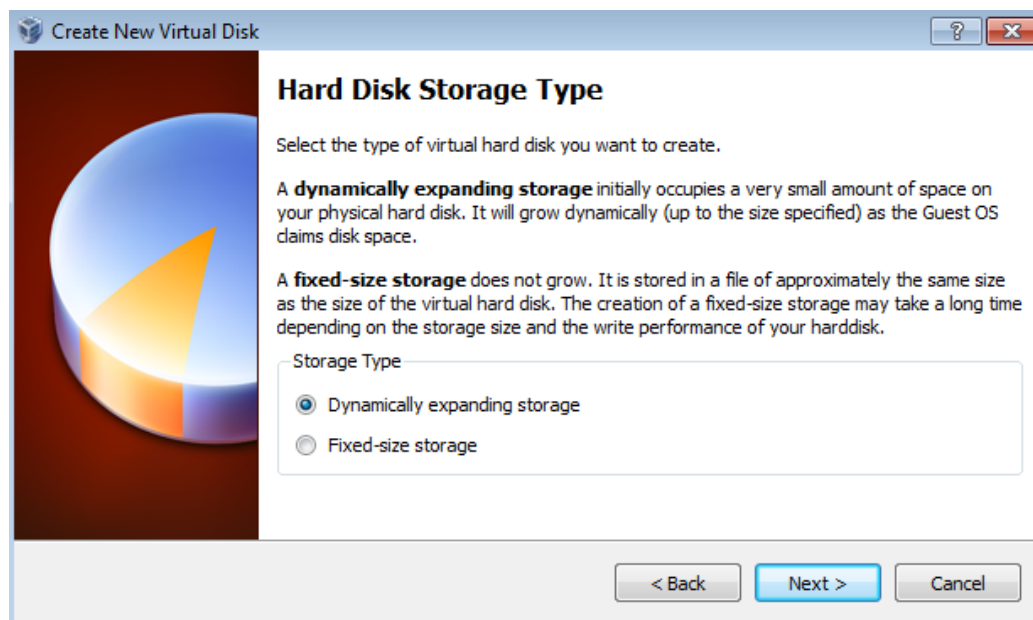 Create New Virtual Disk
Hard Disk Storage Type
Select the type of virtual hard disk you want to create.
A dynamically expanding storage initially occupies a very small amount of space on
your physical hard disk. It will grow dynamically (up to the size specified) as the Guest OS
claims disk space.
A fixed-size storage does not grow. It is stored in a file of approximately the same size
as the size of the virtual hard disk. The creation of a fixed-size storage may take a long time
depending on the storage size and the write performance of your harddisk.
Storage Type
Dynamically expanding storage
Fixed-size storage
< Back Next > Cancel